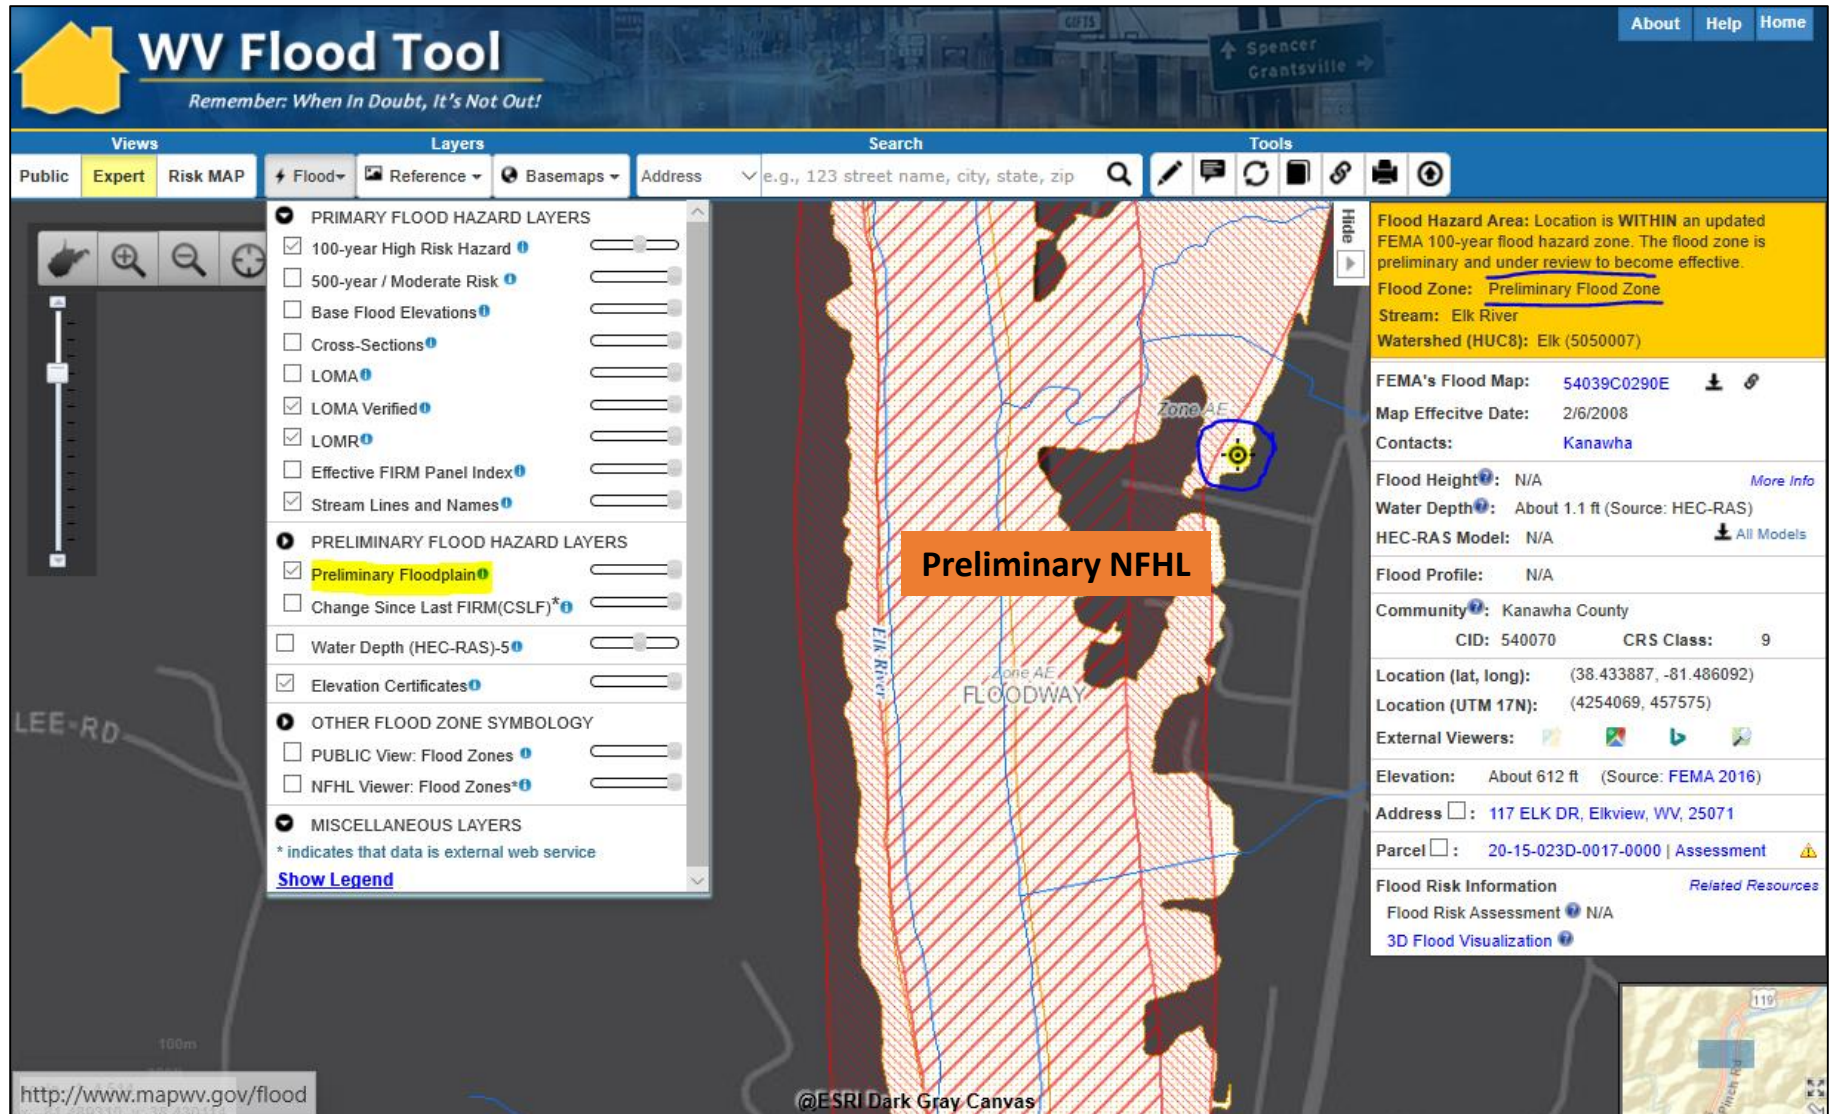 WV Flood Tool
Remember: When In Doubt, It's Not Out!
GIFTS
Spencer
Grantsville
About Help Home
Views Layers Search Tools
Public Expert Risk MAP Flood Reference Basemaps Address e.g., 123 street name, city, state, zip
PRIMARY FLOOD HAZARD LAYERS
100-year High Risk Hazard
500-year / Moderate Risk
Base Flood Elevations
Cross-Sections
LOMA
LOMA Verified
LOMR
Effective FIRM Panel Index
Stream Lines and Names
PRELIMINARY FLOOD HAZARD LAYERS
Preliminary Floodplain
Change Since Last FIRM(CSLF)*
Water Depth (HEC-RAS)-5
Elevation Certificates
OTHER FLOOD ZONE SYMBOLOGY
PUBLIC View: Flood Zones
NFHL Viewer: Flood Zones*
MISCELLANEOUS LAYERS
* indicates that data is external web service
Show Legend
LEE-RD
100m
http://www.mapwv.gov/flood
Zone AE
Preliminary NFHL
Elk River
Zone AE
FLOODWAY
@ESRI Dark Gray Canvas
Hide
Flood Hazard Area: Location is WITHIN an updated
FEMA 100-year flood hazard zone. The flood zone is
preliminary and under review to become effective.
Flood Zone: Preliminary Flood Zone
Stream: Elk River
Watershed (HUC8): Elk (5050007)
FEMA's Flood Map: 54039C0290E
Map Effecitve Date: 2/6/2008
Contacts: Kanawha
Flood Height: N/A More Info
Water Depth: About 1.1 ft (Source: HEC-RAS)
HEC-RAS Model: N/A All Models
Flood Profile: N/A
Community: Kanawha County
CID: 540070 CRS Class: 9
Location (lat, long): (38.433887, -81.486092)
Location (UTM 17N): (4254069, 457575)
External Viewers:
Elevation: About 612 ft (Source: FEMA 2016)
Address : 117 ELK DR, Elkview, WV, 25071
Parcel : 20-15-023D-0017-0000 | Assessment
Flood Risk Information Related Resources
Flood Risk Assessment N/A
3D Flood Visualization
119
Pinch Rd